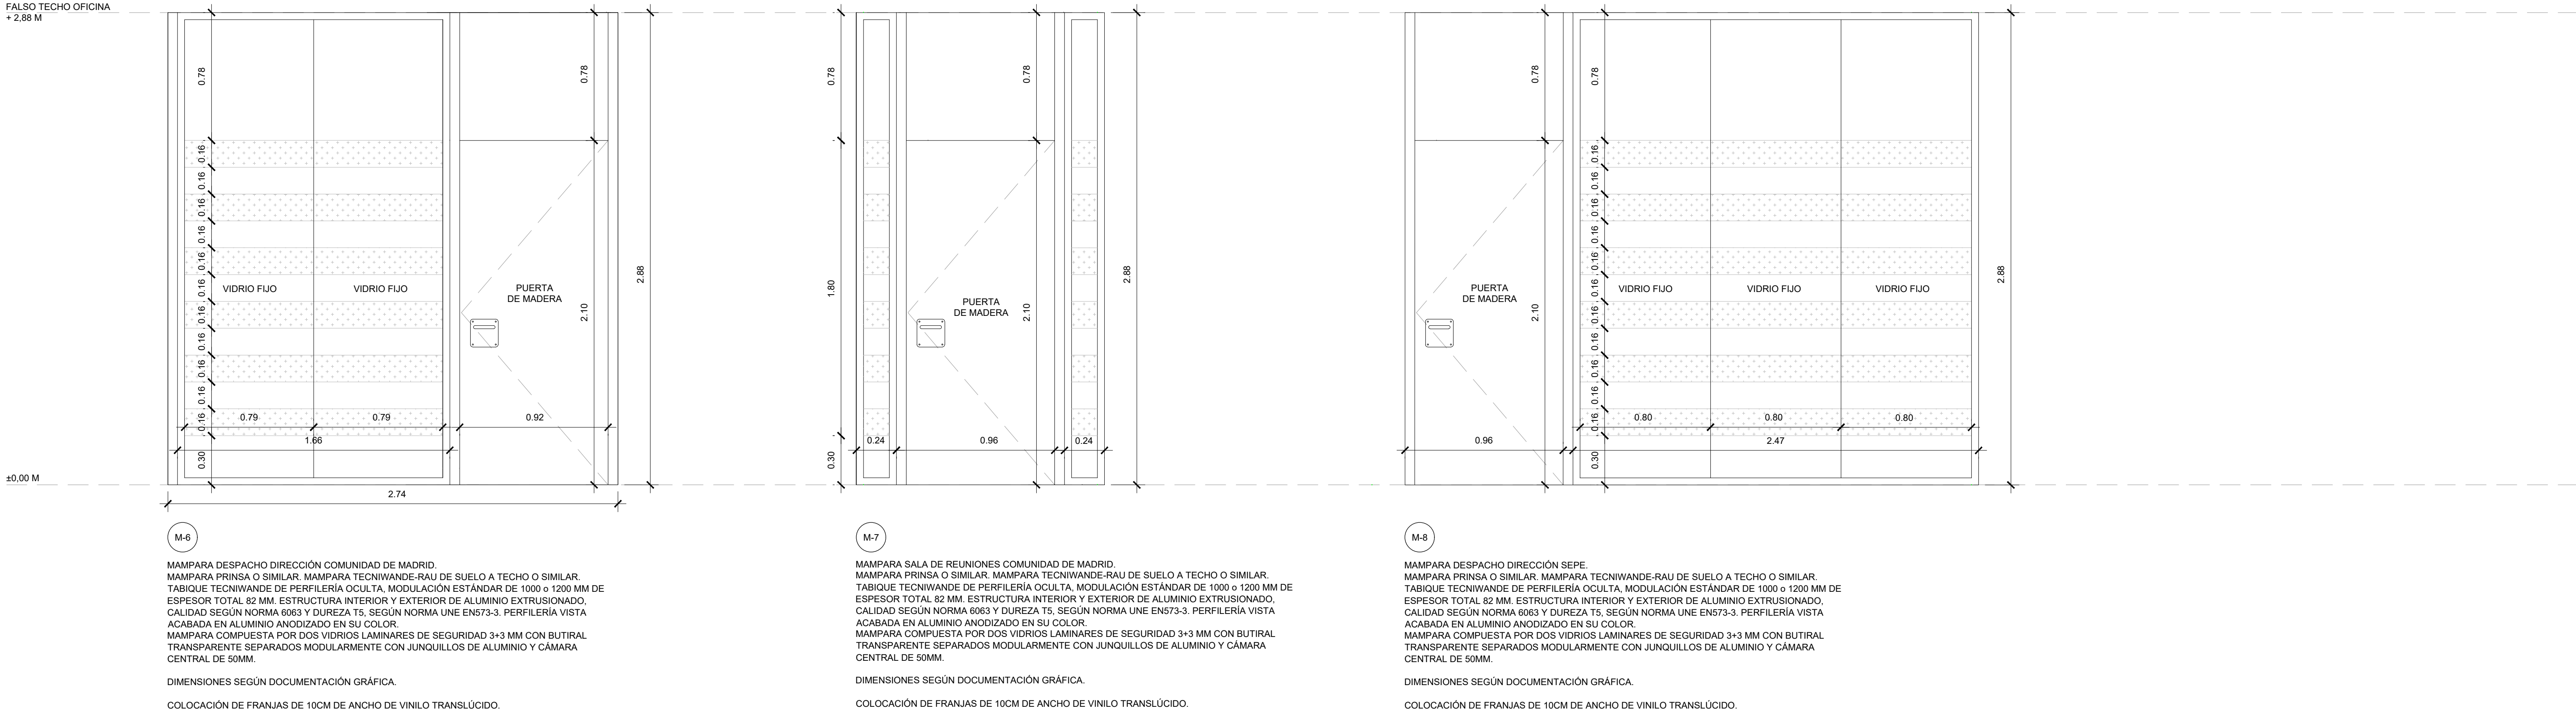 FALSO TECHO OFICINA
+ 2,88 M
0.78
0.16
0.16
0.16
0.16
0.16
0.16
0.16
0.16
0.16
0.16
0.16
0.30
VIDRIO FIJO
VIDRIO FIJO
0.79
0.79
1.66
0.92
0.78
PUERTA
DE MADERA
2.10
2.88
2.74
±0,00 M
0.78
1.80
0.30
0.78
PUERTA
DE MADERA
2.10
0.24
0.96
0.24
2.88
0.78
PUERTA
DE MADERA
2.10
0.96
0.78
0.16
0.16
0.16
0.16
0.16
0.16
0.16
0.16
0.16
0.16
0.16
0.30
VIDRIO FIJO
VIDRIO FIJO
VIDRIO FIJO
0.80
0.80
0.80
2.47
2.88
M-6
MAMPARA DESPACHO DIRECCIÓN COMUNIDAD DE MADRID.
MAMPARA PRINSA O SIMILAR. MAMPARA TECNIWANDE-RAU DE SUELO A TECHO O SIMILAR.
TABIQUE TECNIWANDE DE PERFILERÍA OCULTA, MODULACIÓN ESTÁNDAR DE 1000 o 1200 MM DE
ESPESOR TOTAL 82 MM. ESTRUCTURA INTERIOR Y EXTERIOR DE ALUMINIO EXTRUSIONADO,
CALIDAD SEGÚN NORMA 6063 Y DUREZA T5, SEGÚN NORMA UNE EN573-3. PERFILERÍA VISTA
ACABADA EN ALUMINIO ANODIZADO EN SU COLOR.
MAMPARA COMPUESTA POR DOS VIDRIOS LAMINARES DE SEGURIDAD 3+3 MM CON BUTIRAL
TRANSPARENTE SEPARADOS MODULARMENTE CON JUNQUILLOS DE ALUMINIO Y CÁMARA
CENTRAL DE 50MM.
DIMENSIONES SEGÚN DOCUMENTACIÓN GRÁFICA.
COLOCACIÓN DE FRANJAS DE 10CM DE ANCHO DE VINILO TRANSLÚCIDO.
M-7
MAMPARA SALA DE REUNIONES COMUNIDAD DE MADRID.
MAMPARA PRINSA O SIMILAR. MAMPARA TECNIWANDE-RAU DE SUELO A TECHO O SIMILAR.
TABIQUE TECNIWANDE DE PERFILERÍA OCULTA, MODULACIÓN ESTÁNDAR DE 1000 o 1200 MM DE
ESPESOR TOTAL 82 MM. ESTRUCTURA INTERIOR Y EXTERIOR DE ALUMINIO EXTRUSIONADO,
CALIDAD SEGÚN NORMA 6063 Y DUREZA T5, SEGÚN NORMA UNE EN573-3. PERFILERÍA VISTA
ACABADA EN ALUMINIO ANODIZADO EN SU COLOR.
MAMPARA COMPUESTA POR DOS VIDRIOS LAMINARES DE SEGURIDAD 3+3 MM CON BUTIRAL
TRANSPARENTE SEPARADOS MODULARMENTE CON JUNQUILLOS DE ALUMINIO Y CÁMARA
CENTRAL DE 50MM.
DIMENSIONES SEGÚN DOCUMENTACIÓN GRÁFICA.
COLOCACIÓN DE FRANJAS DE 10CM DE ANCHO DE VINILO TRANSLÚCIDO.
M-8
MAMPARA DESPACHO DIRECCIÓN SEPE.
MAMPARA PRINSA O SIMILAR. MAMPARA TECNIWANDE-RAU DE SUELO A TECHO O SIMILAR.
TABIQUE TECNIWANDE DE PERFILERÍA OCULTA, MODULACIÓN ESTÁNDAR DE 1000 o 1200 MM DE
ESPESOR TOTAL 82 MM. ESTRUCTURA INTERIOR Y EXTERIOR DE ALUMINIO EXTRUSIONADO,
CALIDAD SEGÚN NORMA 6063 Y DUREZA T5, SEGÚN NORMA UNE EN573-3. PERFILERÍA VISTA
ACABADA EN ALUMINIO ANODIZADO EN SU COLOR.
MAMPARA COMPUESTA POR DOS VIDRIOS LAMINARES DE SEGURIDAD 3+3 MM CON BUTIRAL
TRANSPARENTE SEPARADOS MODULARMENTE CON JUNQUILLOS DE ALUMINIO Y CÁMARA
CENTRAL DE 50MM.
DIMENSIONES SEGÚN DOCUMENTACIÓN GRÁFICA.
COLOCACIÓN DE FRANJAS DE 10CM DE ANCHO DE VINILO TRANSLÚCIDO.